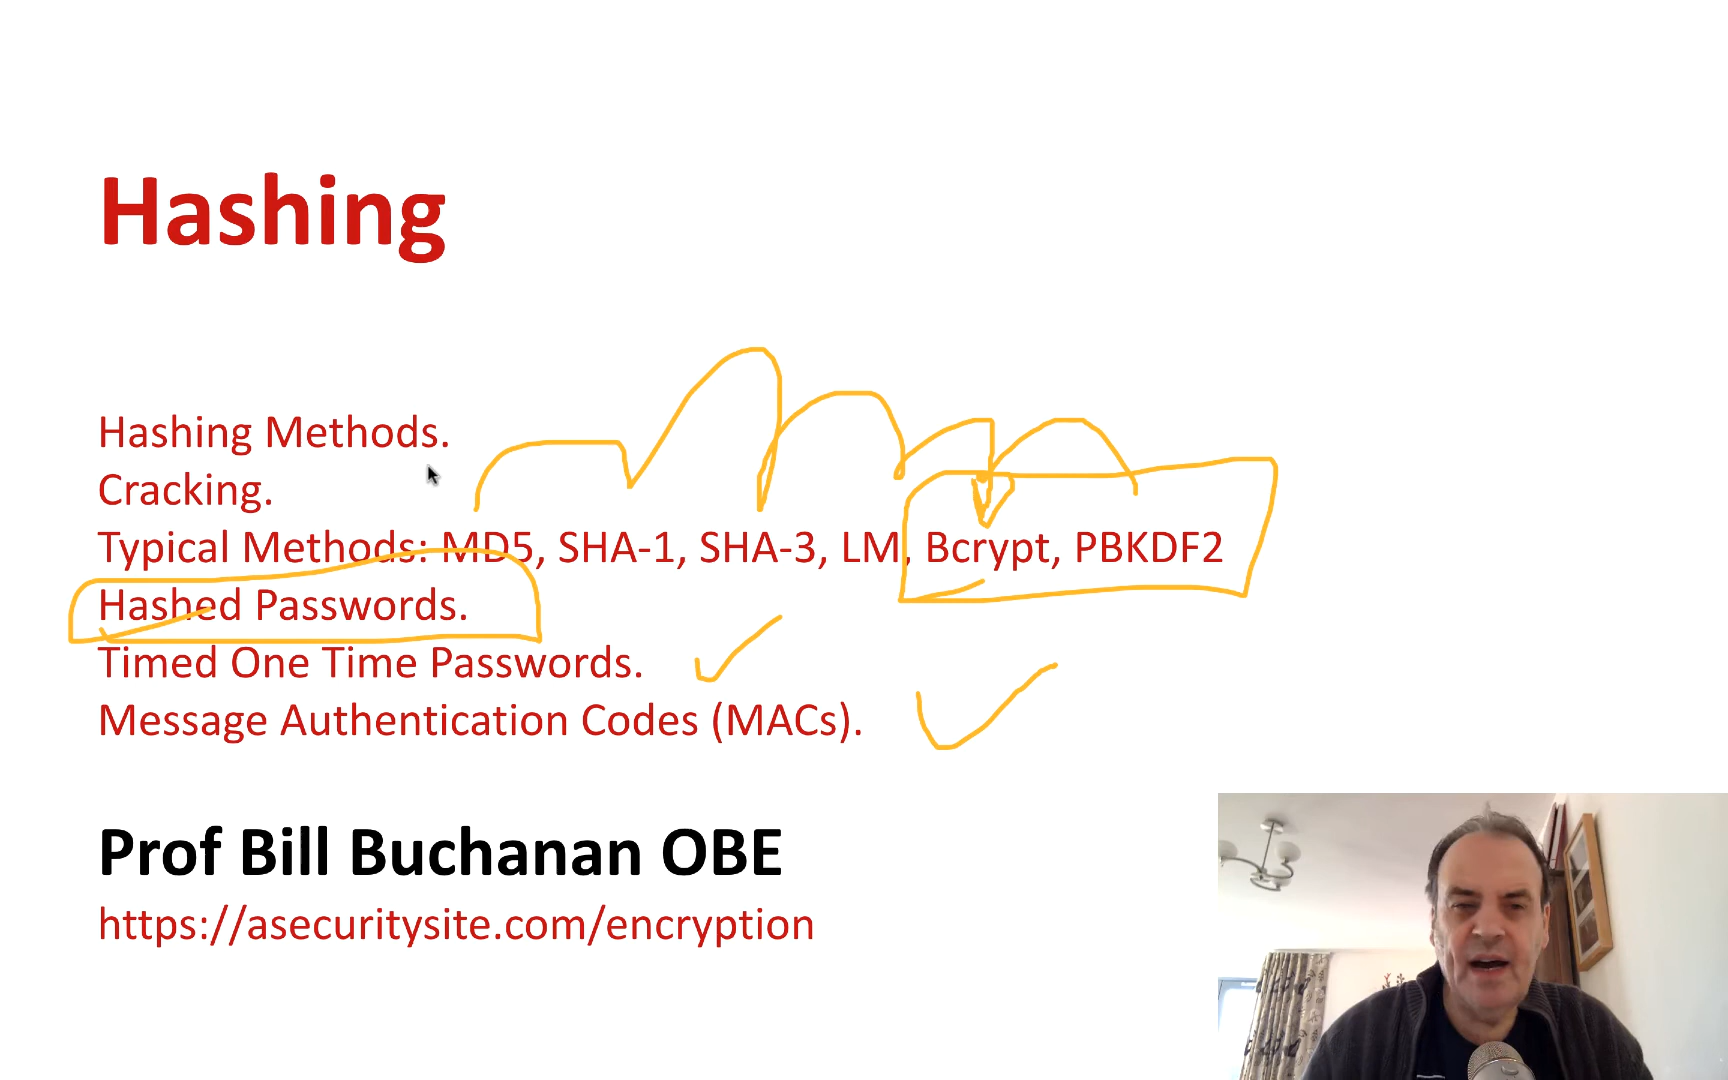 Hashing
Hashing Methods.
Cracking.
Typical Methods: MD5, SHA-1, SHA-3, LM, Bcrypt, PBKDF2
Hashed Passwords.
Timed One Time Passwords.
Message Authentication Codes (MACs).
Prof Bill Buchanan OBE
https://asecuritysite.com/encryption